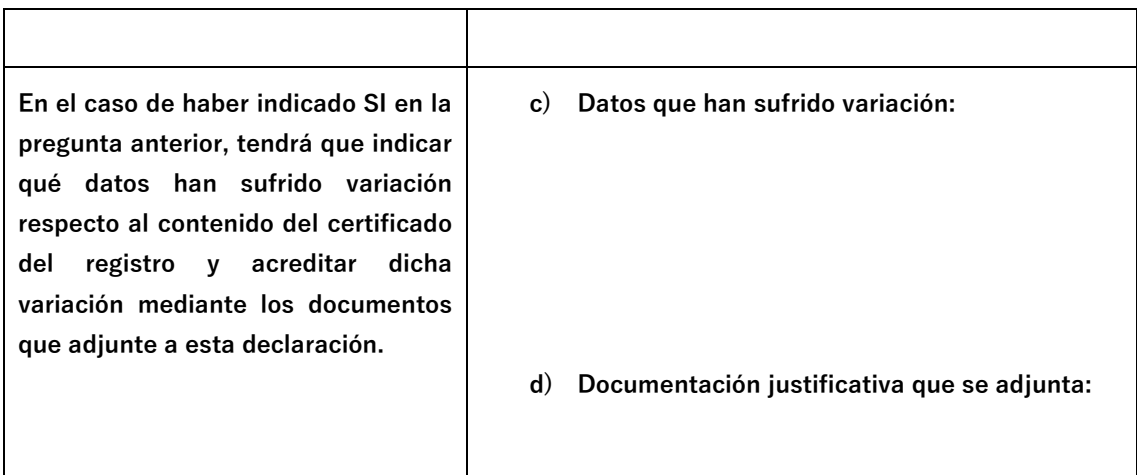 En el caso de haber indicado SI en la
pregunta anterior, tendrá que indicar
qué datos han sufrido variación
respecto al contenido del certificado
del registro y acreditar dicha
variación mediante los documentos
que adjunte a esta declaración.
c) Datos que han sufrido variación:
d) Documentación justificativa que se adjunta: